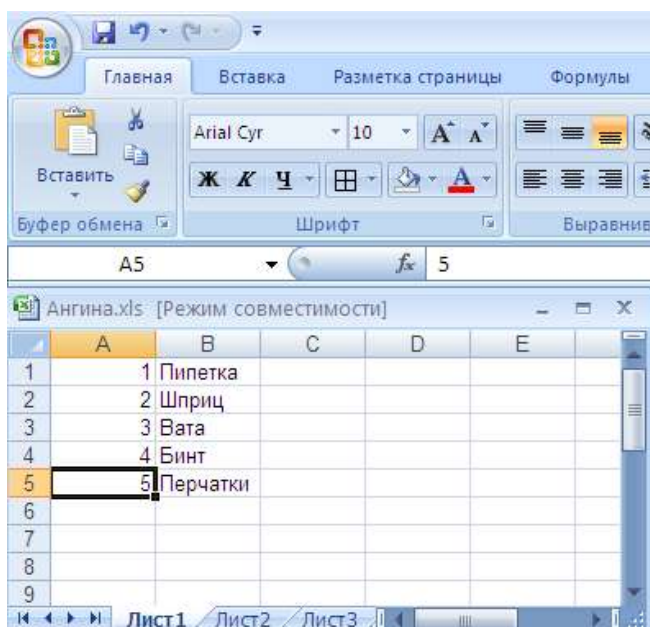 Главная Вставка Разметка страницы Формулы
Arial Cyr 10 А А
Вставить
Ж К Ч А
Буфер обмена Шрифт
A5 fx 5
Ангина.xls [Режим совместимости]
A B C D E
1 1 Пипетка
2 2 Шприц
3 3 Вата
4 4 Бинт
5 5 Перчатки
6
7
8
9
Лист1 Лист2 Лист3